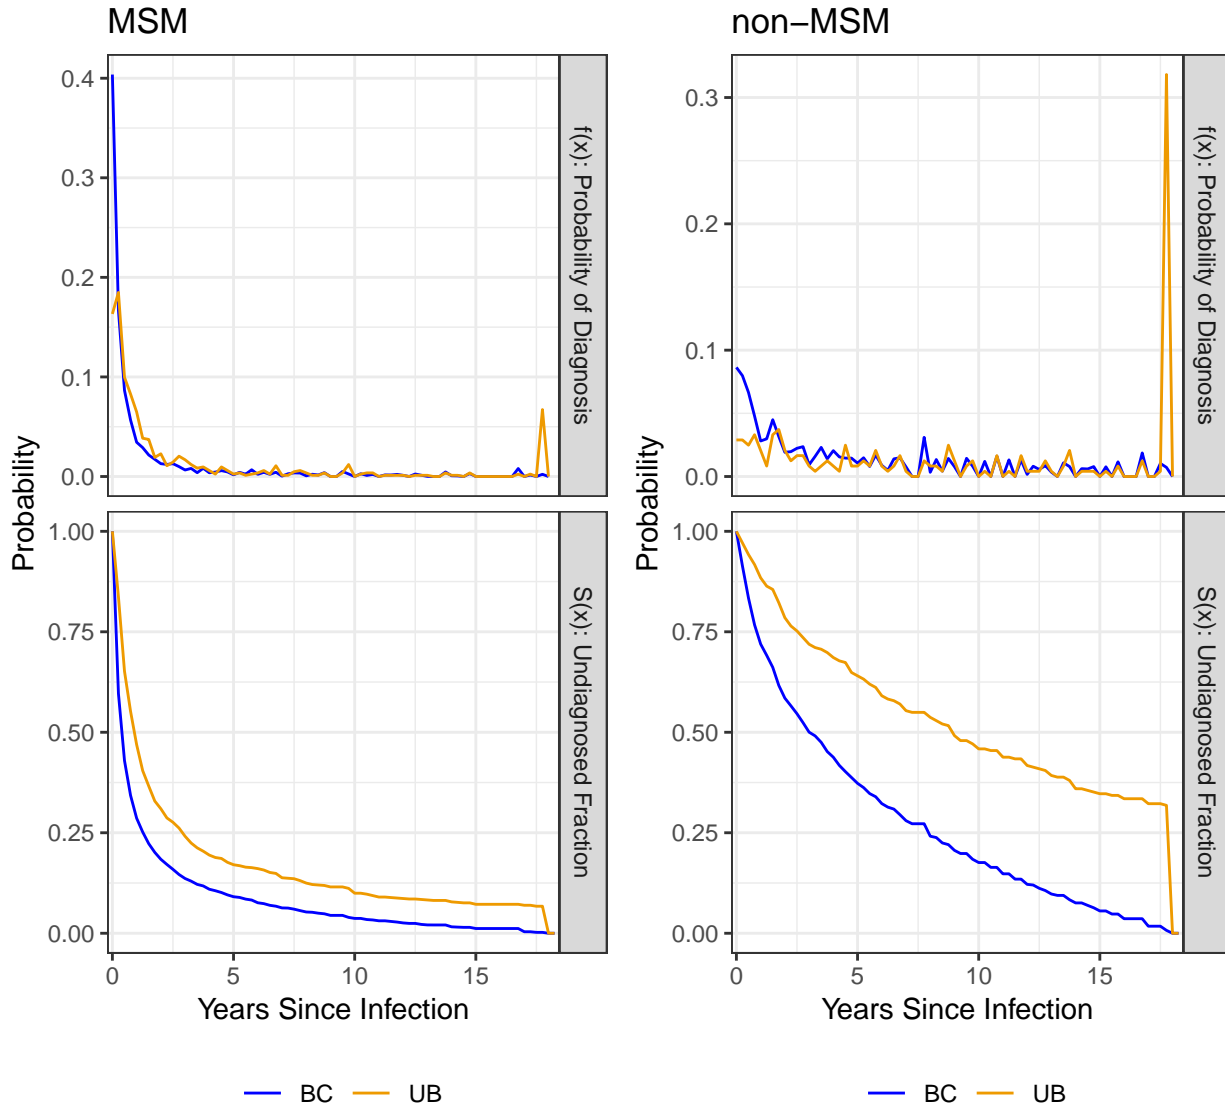 MSM
0.4
0.3
0.2
0.1
0.0
f(x): Probability of Diagnosis
1.00
0.75
0.50
0.25
0.00
S(x): Undiagnosed Fraction
Probability
0 5 10 15
Years Since Infection
BC UB
non−MSM
0.3
0.2
0.1
0.0
f(x): Probability of Diagnosis
1.00
0.75
0.50
0.25
0.00
S(x): Undiagnosed Fraction
Probability
0 5 10 15
Years Since Infection
BC UB